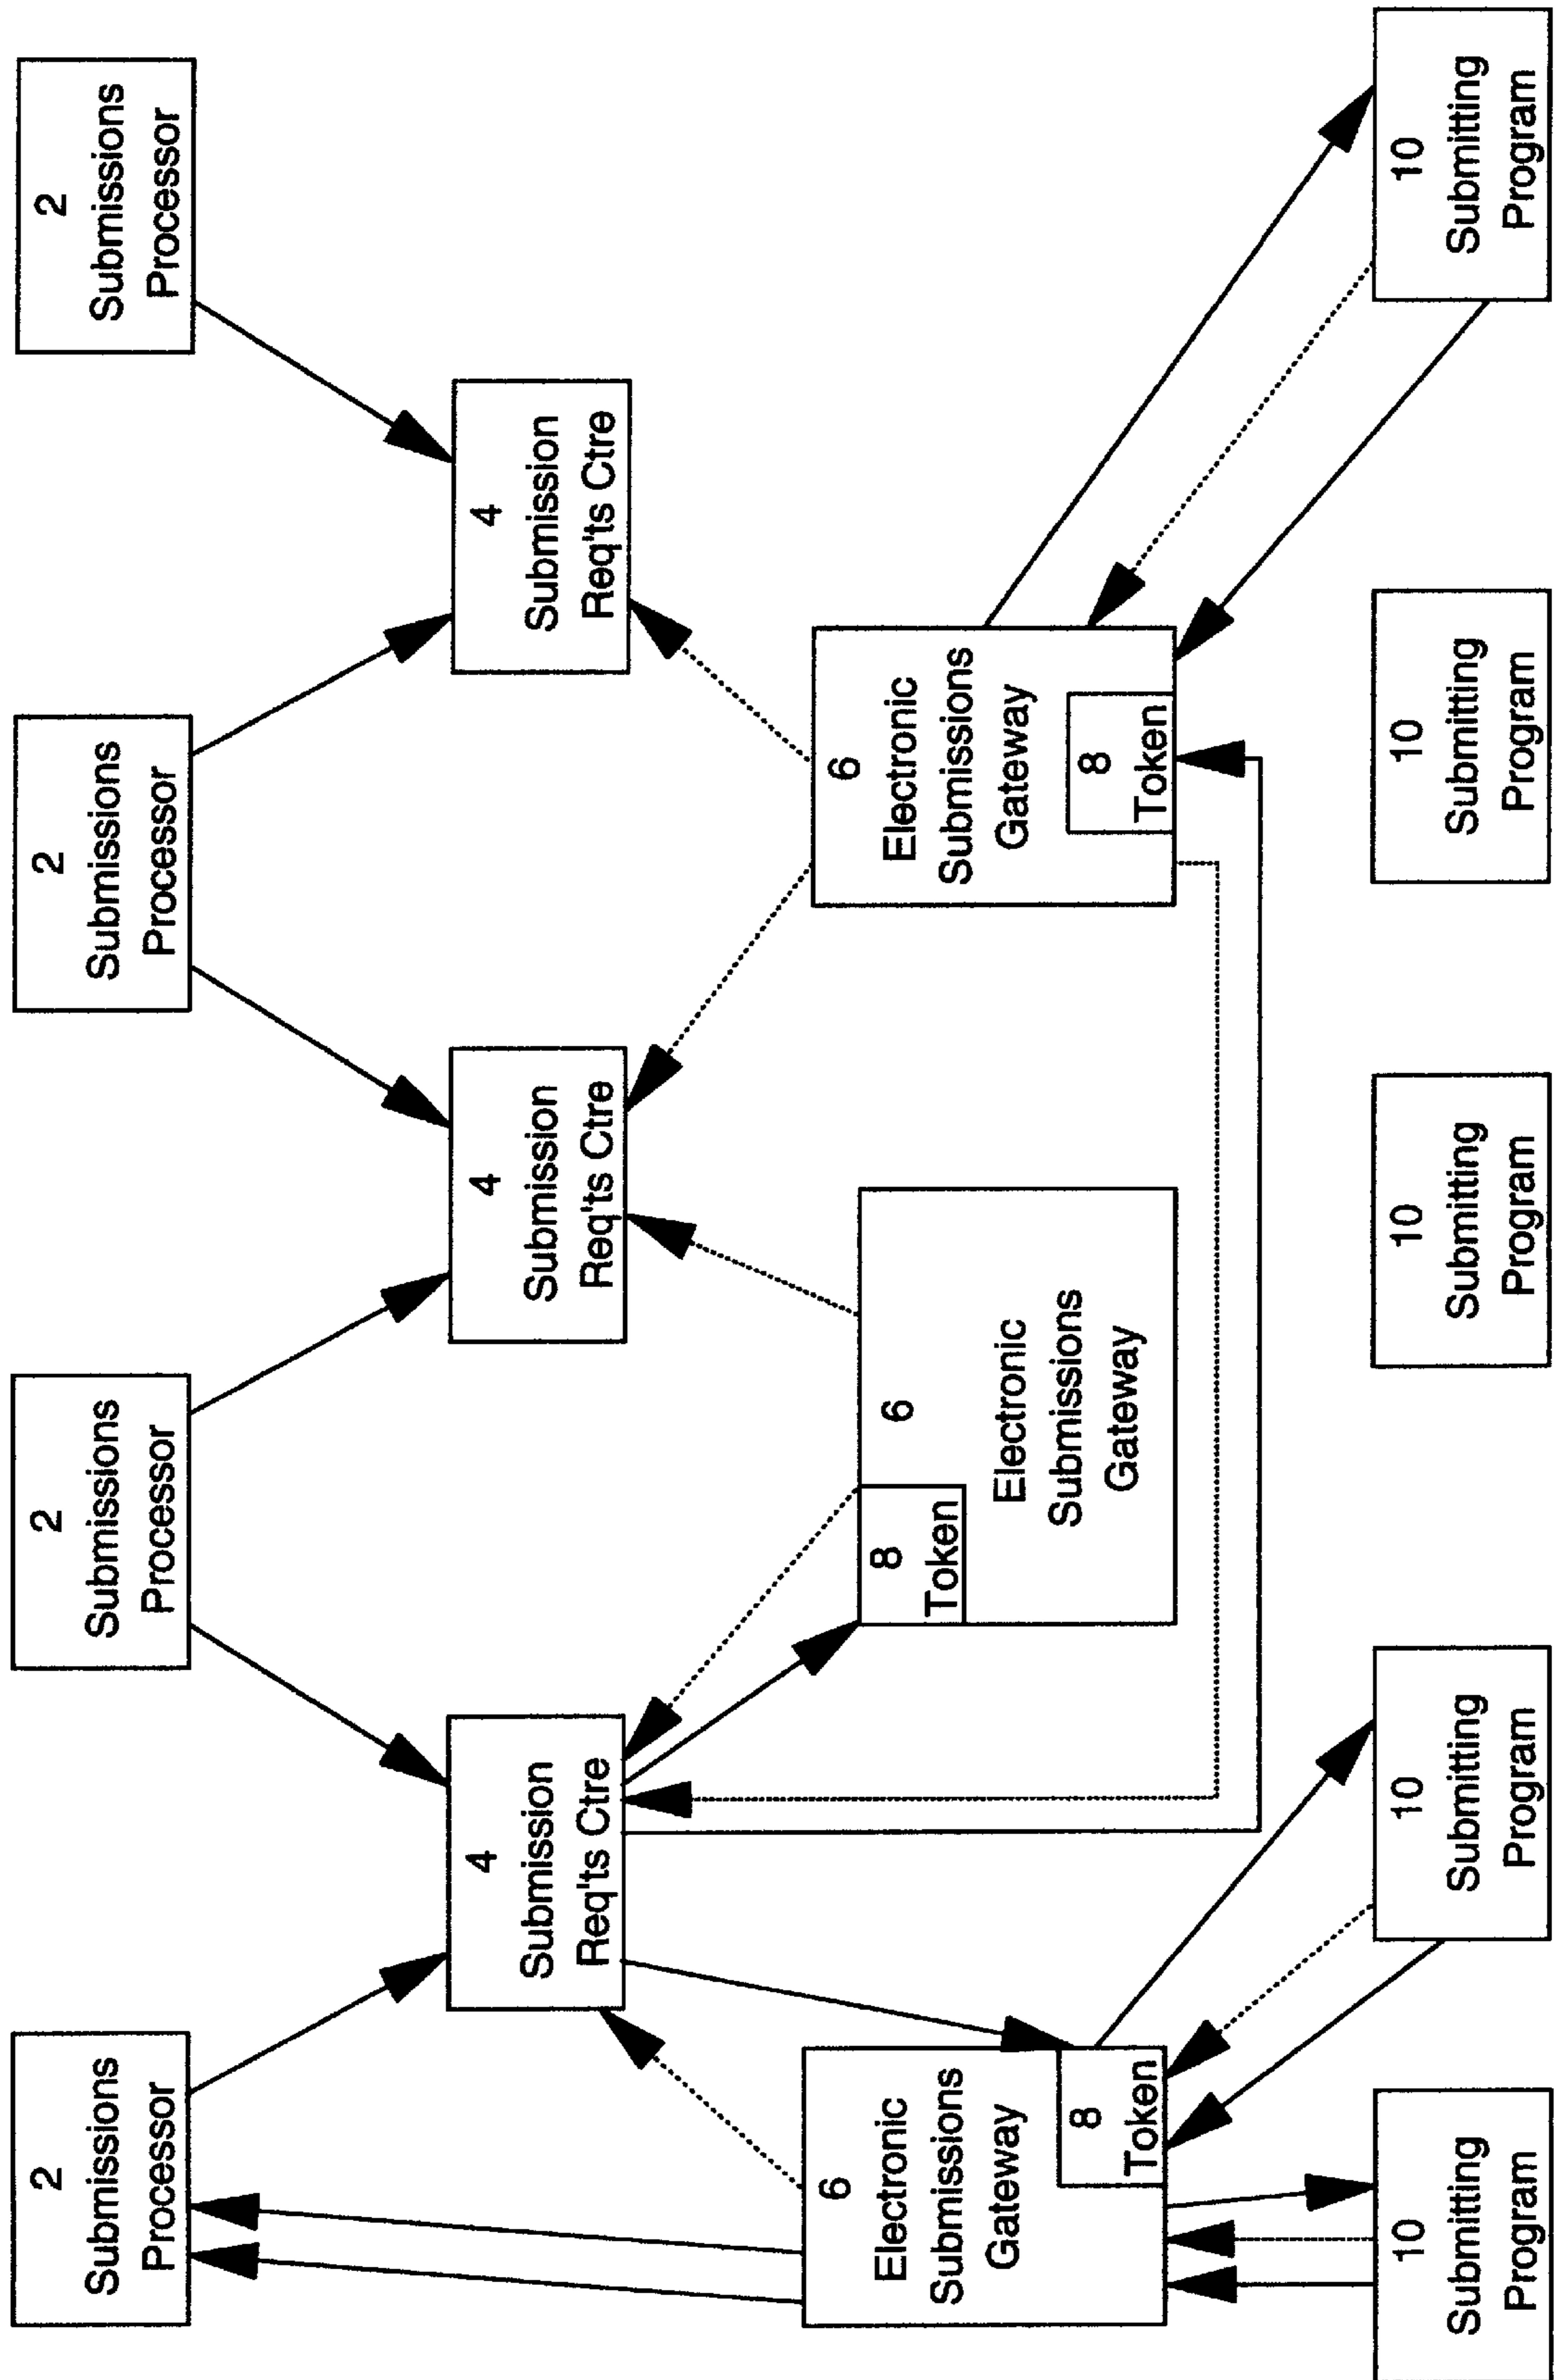 2
Submissions
Processor
2
Submissions
Processor
2
Submissions
Processor
2
Submissions
Processor
4
Submission
Req'ts Ctre
4
Submission
Req'ts Ctre
4
Submission
Req'ts Ctre
6
Electronic
Submissions
Gateway
8
Token
8
Token
6
Electronic
Submissions
Gateway
6
Electronic
Submissions
Gateway
8
Token
10
Submitting
Program
10
Submitting
Program
10
Submitting
Program
10
Submitting
Program
10
Submitting
Program